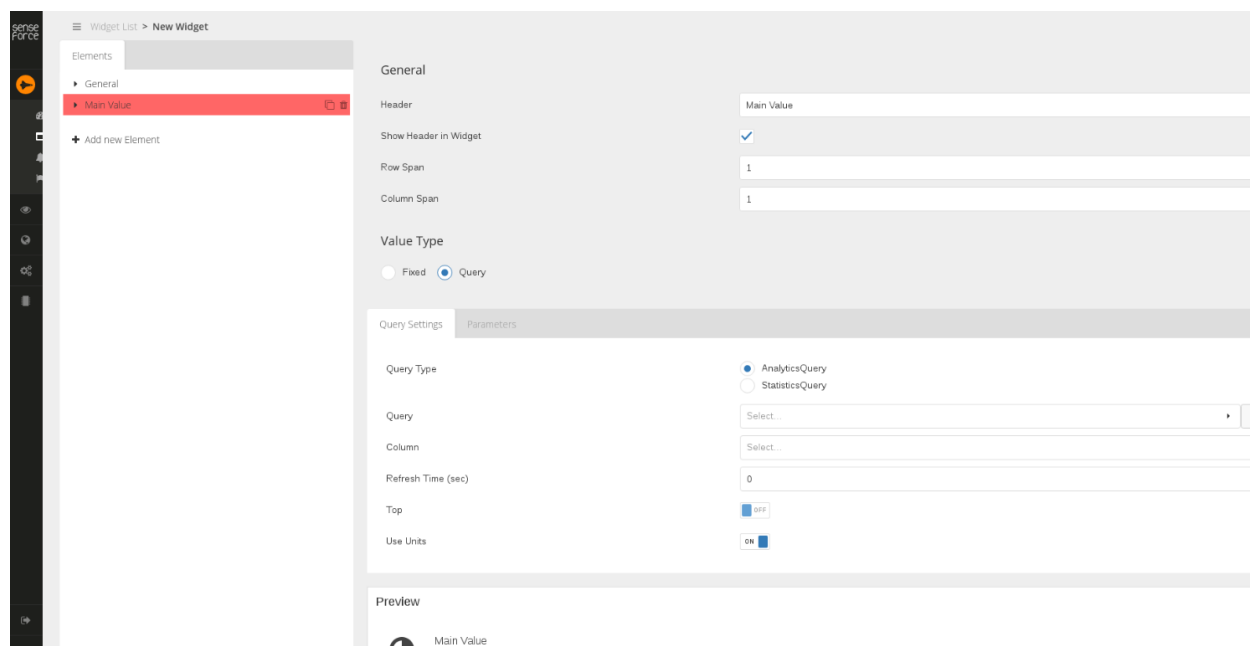 sense
force
Widget List > New Widget
Elements
General
Main Value
Add new Element
General
Header
Main Value
Show Header in Widget
Row Span
1
Column Span
1
Value Type
Fixed
Query
Query Settings
Parameters
Query Type
AnalyticsQuery
StatisticsQuery
Query
Select...
Column
Select...
Refresh Time (sec)
0
Top
OFF
Use Units
ON
Preview
Main Value